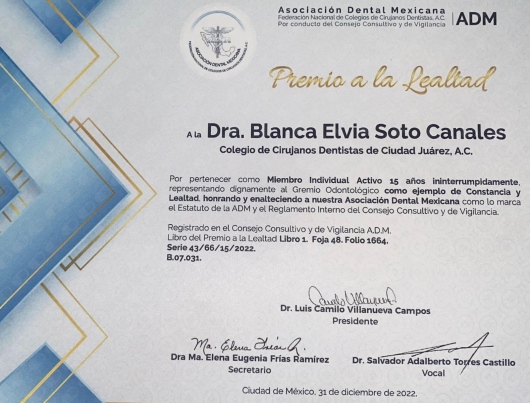 Asociación Dental Mexicana
Federación Nacional de Colegios de Cirujanos Dentistas, A.C.
Por conducto del Consejo Consultivo y de Vigilancia
ADM
Premio a la Lealtad
A la Dra. Blanca Elvia Soto Canales
Colegio de Cirujanos Dentistas de Ciudad Juárez, A.C.
Por pertenecer como Miembro Individual Activo 15 años ininterrumpidamente,
representando dignamente al Gremio Odontológico como ejemplo de Constancia y
Lealtad, honrando y enalteciendo a nuestra Asociación Dental Mexicana como lo marca
el Estatuto de la ADM y el Reglamento Interno del Consejo Consultivo y de Vigilancia.
Registrado en el Consejo Consultivo y de Vigilancia A.D.M.
Libro del Premio a la Lealtad Libro 1. Foja 48. Folio 1664.
Serie 43/66/15/2022.
B.07.031.
Dr. Luis Camilo Villanueva Campos
Presidente
Ma. Elena Frías R.
Dra Ma. Elena Eugenia Frías Ramírez
Secretario
Dr. Salvador Adalberto Torres Castillo
Vocal
Ciudad de México, 31 de diciembre de 2022.